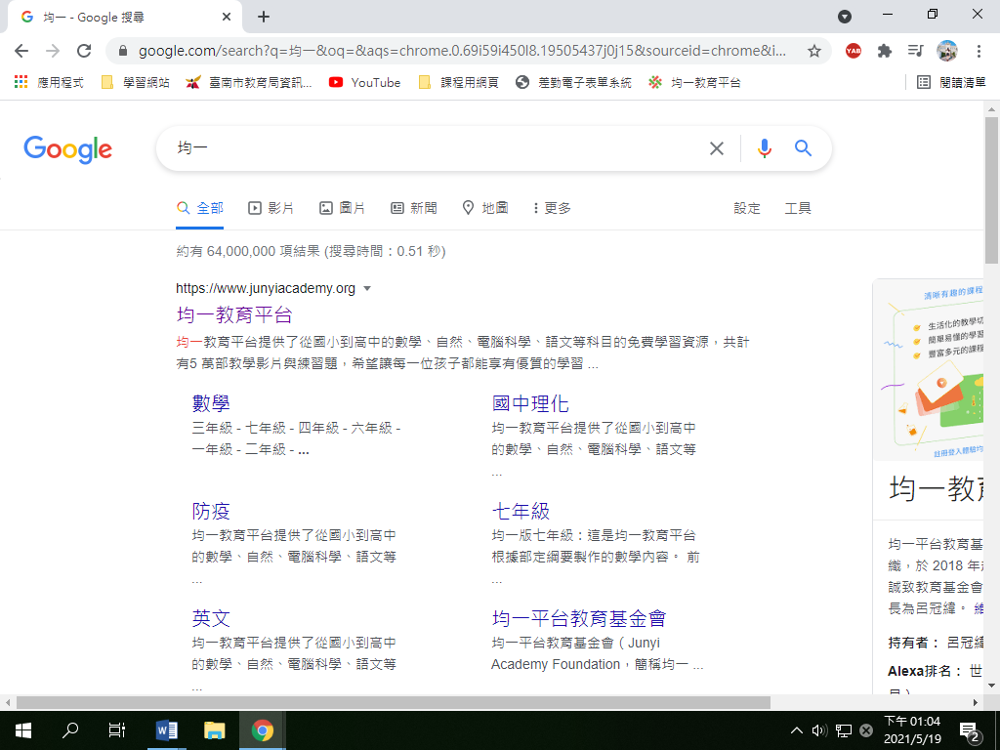 均一 - Google 搜尋
google.com/search?q=均一&oq=&aqs=chrome.0.69i59i450l8.19505437j0j15&sourceid=chrome&i...
YAB
應用程式 學習網站 臺南市教育局資訊... YouTube 課程用網頁 差勤電子表單系統 均一教育平台 閱讀清單
Google 均一
全部 影片 圖片 新聞 地圖 更多 設定 工具
約有 64,000,000 項結果 (搜尋時間：0.51 秒)
https://www.junyiacademy.org
均一教育平台
均一教育平台提供了從國小到高中的數學、自然、電腦科學、語文等科目的免費學習資源，共計
有5 萬部教學影片與練習題，希望讓每一位孩子都能享有優質的學習 ...
數學
三年級 - 七年級 - 四年級 - 六年級 -
一年級 - 二年級 - ...
國中理化
均一教育平台提供了從國小到高中
的數學、自然、電腦科學、語文等
...
防疫
均一教育平台提供了從國小到高中
的數學、自然、電腦科學、語文等
...
七年級
均一版七年級：這是均一教育平台
根據部定綱要製作的數學內容。 前
...
英文
均一教育平台提供了從國小到高中
的數學、自然、電腦科學、語文等
...
均一平台教育基金會
均一平台教育基金會（Junyi
Academy Foundation，簡稱均一 ...
清晰有趣的課程
生活化的教學切
簡單易懂的學習
豐富多元的課程
註冊登入體驗均
均一教育
均一平台教育基
織，於 2018 年
誠致教育基金會
長為呂冠緯。 維
持有者： 呂冠緯
Alexa排名： 世
下午 01:04
2021/5/19
2